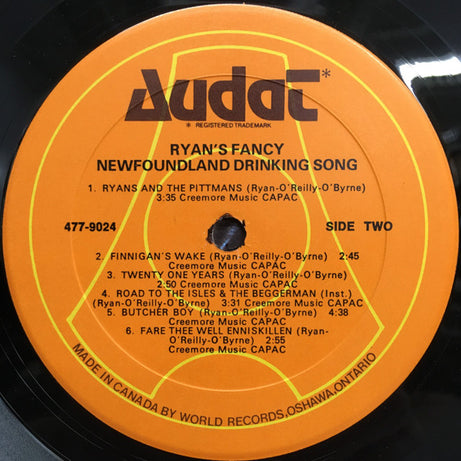 Audat*
* REGISTERED TRADEMARK
RYAN'S FANCY
NEWFOUNDLAND DRINKING SONG
1. RYANS AND THE PITTMANS (Ryan-O'Reilly-O'Byrne)
3:35 Creemore Music CAPAC
477-9024 SIDE TWO
2. FINNIGAN'S WAKE (Ryan-O'Reilly-O'Byrne) 2:45
Creemore Music CAPAC
3. TWENTY ONE YEARS (Ryan-O'Reilly-O'Byrne)
2:50 Creemore Music CAPAC
4. ROAD TO THE ISLES & THE BEGGERMAN (Inst.)
(Ryan-O'Reilly-O'Byrne) 3:31 Creemore Music CAPAC
5. BUTCHER BOY (Ryan-O'Reilly-O'Byrne) 4:38
Creemore Music CAPAC
6. FARE THEE WELL ENNISKILLEN (Ryan-
O'Reilly-O'Byrne) 2:55
Creemore Music CAPAC
MADE IN CANADA BY WORLD RECORDS, OSHAWA, ONTARIO